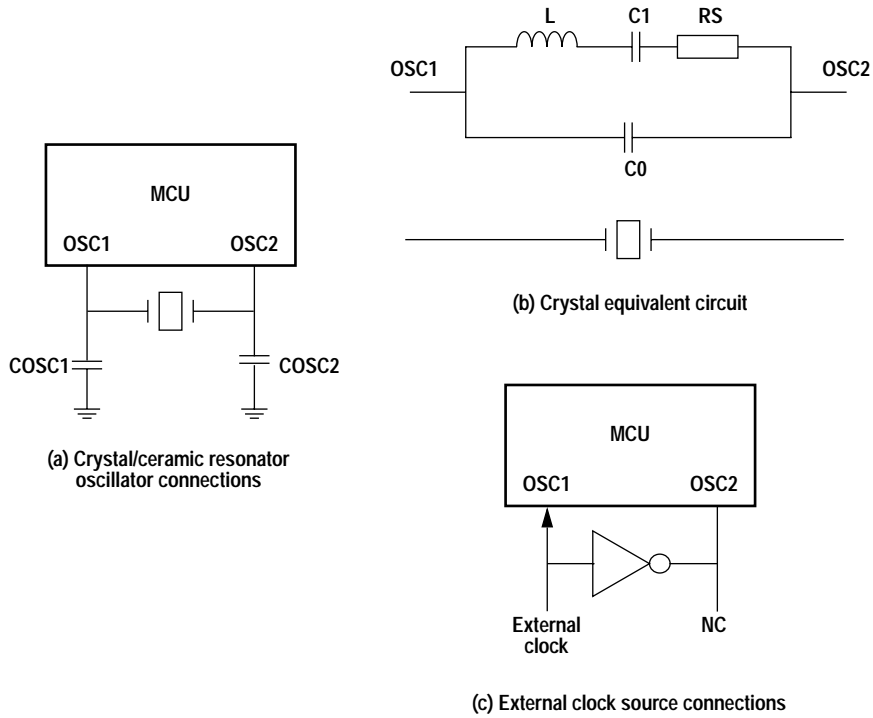 MCU
OSC1 OSC2
COSC1 COSC2
(a) Crystal/ceramic resonator
oscillator connections
L C1 RS
OSC1 OSC2
C0
(b) Crystal equivalent circuit
MCU
OSC1 OSC2
External
clock
NC
(c) External clock source connections